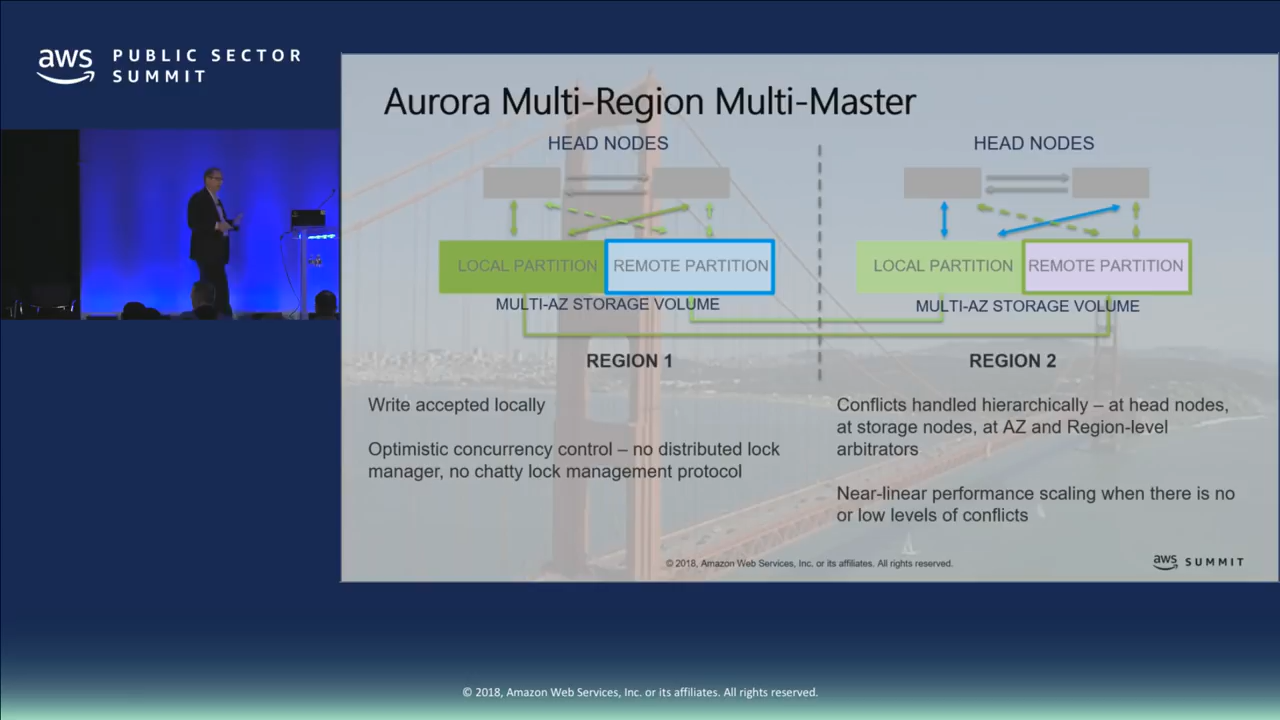 aws PUBLIC SECTOR
SUMMIT
Aurora Multi-Region Multi-Master
HEAD NODES
HEAD NODES
LOCAL PARTITION
REMOTE PARTITION
LOCAL PARTITION
REMOTE PARTITION
MULTI-AZ STORAGE VOLUME
MULTI-AZ STORAGE VOLUME
REGION 1
REGION 2
Write accepted locally
Optimistic concurrency control – no distributed lock
manager, no chatty lock management protocol
Conflicts handled hierarchically – at head nodes,
at storage nodes, at AZ and Region-level
arbitrators
Near-linear performance scaling when there is no
or low levels of conflicts
© 2018, Amazon Web Services, Inc. or its affiliates. All rights reserved.
aws SUMMIT
© 2018, Amazon Web Services, Inc. or its affiliates. All rights reserved.